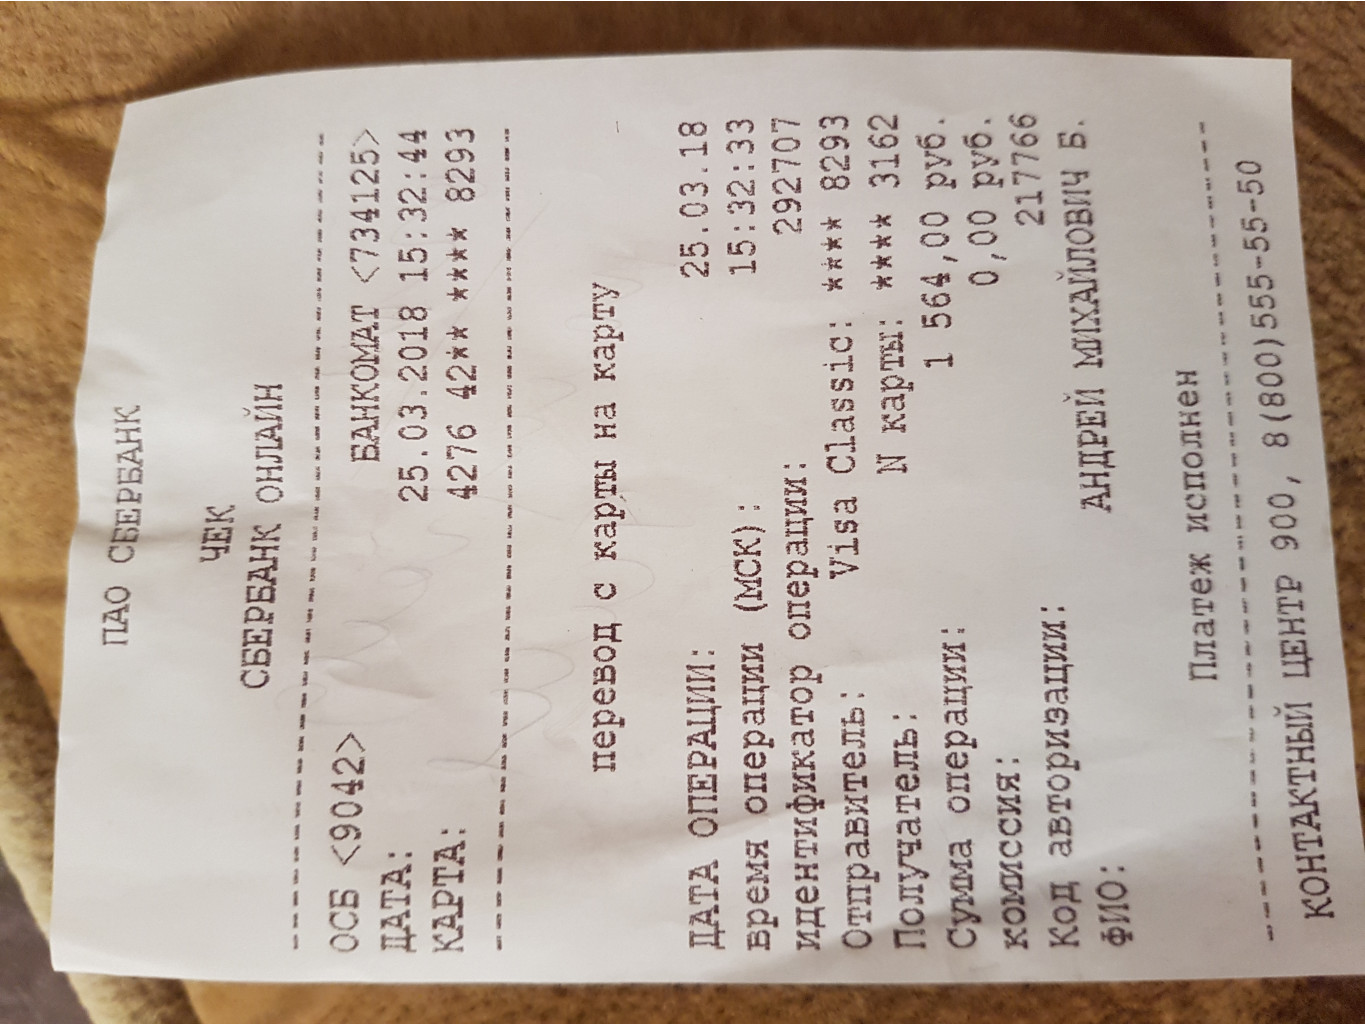 ПАО СБЕРБАНК
ЧЕК
СБЕРБАНК ОНЛАЙН
ОСБ <9042> БАНКОМАТ <734125>
ДАТА: 25.03.2018 15:32:44
КАРТА: 4276 42** **** 8293
перевод с карты на карту
ДАТА ОПЕРАЦИИ: 25.03.18
время операции (МСК): 15:32:33
идентификатор операции: 292707
Отправитель: Visa Classic: **** 8293
Получатель: N карты: **** 3162
Сумма операции: 1 564,00 руб.
комиссия: 0,00 руб.
Код авторизации: 217766
ФИО: АНДРЕЙ МИХАЙЛОВИЧ Б.
Платеж исполнен
КОНТАКТНЫЙ ЦЕНТР 900, 8(800)555-55-50